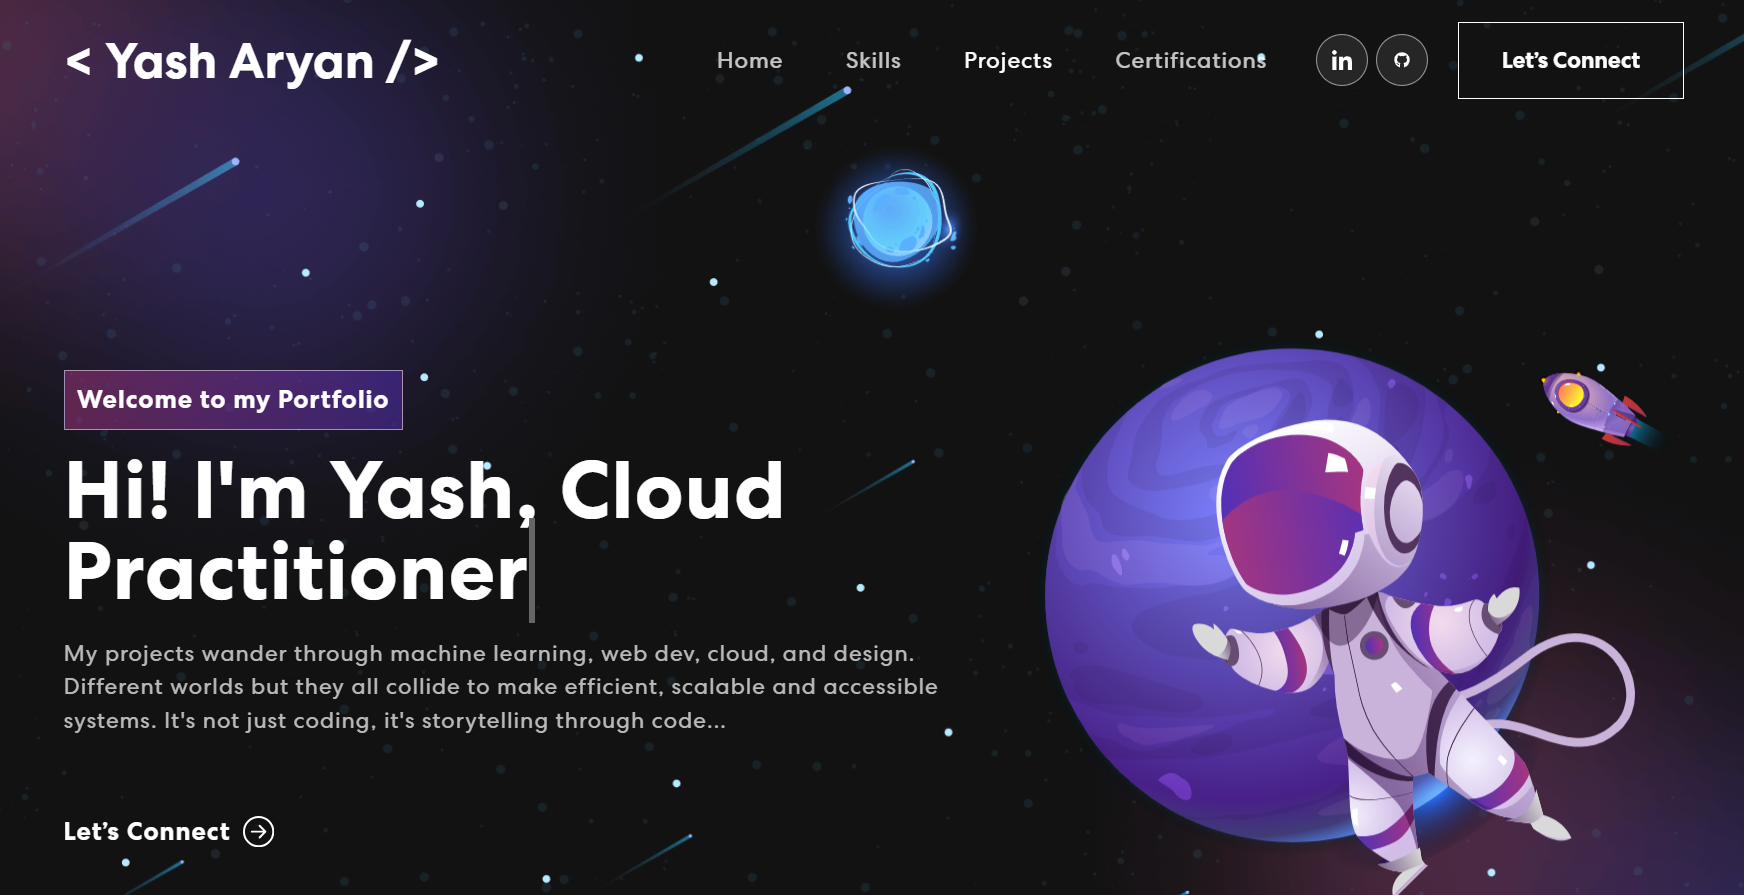 < Yash Aryan />
Home Skills Projects Certifications Let’s Connect
Welcome to my Portfolio
Hi! I'm Yash, Cloud
Practitioner
My projects wander through machine learning, web dev, cloud, and design.
Different worlds but they all collide to make efficient, scalable and accessible
systems. It's not just coding, it's storytelling through code...
Let’s Connect